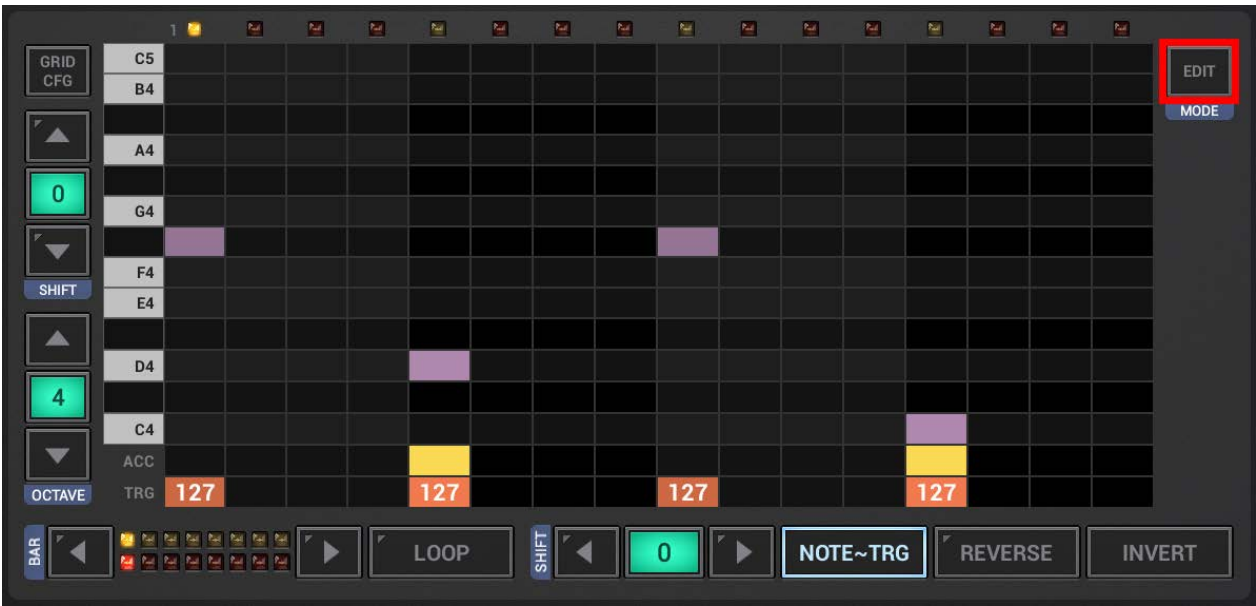 1
GRID
CFG
C5
B4
A4
G4
F4
E4
D4
C4
ACC
TRG 127 127 127 127
0
SHIFT
4
OCTAVE
EDIT
MODE
BAR LOOP SHIFT 0 NOTE~TRG REVERSE INVERT